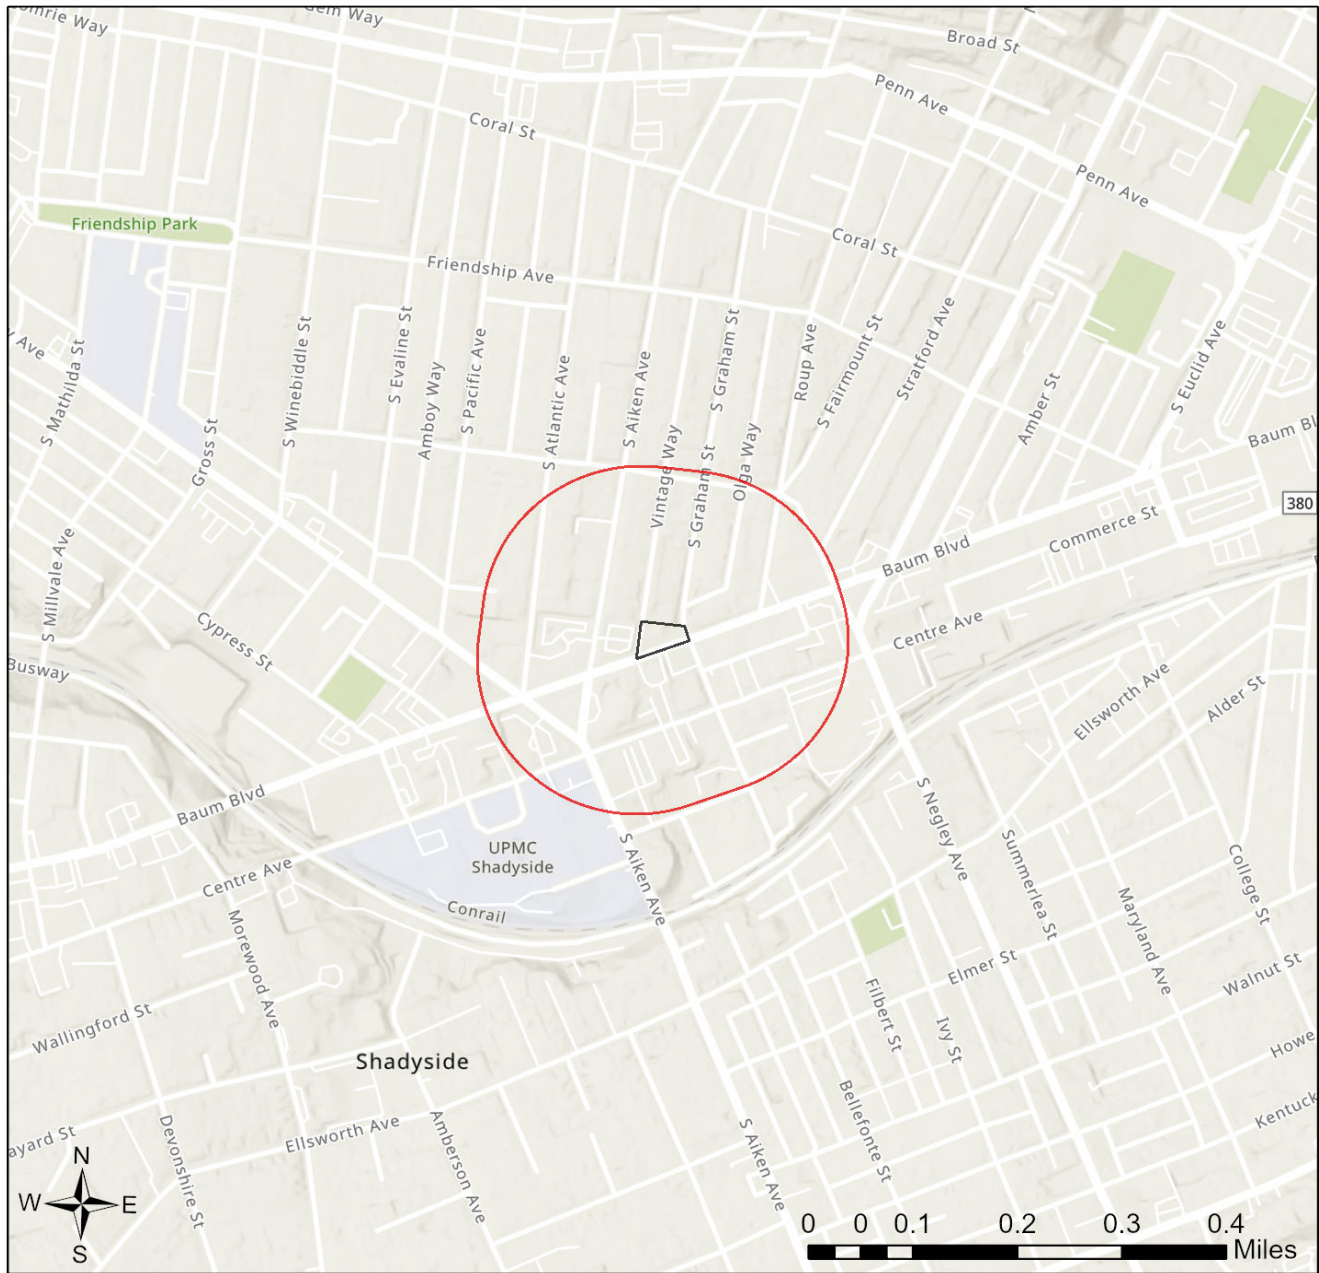 Gem Way
Broad St
Penn Ave
Coral St
Penn Ave
Friendship Park
Coral St
Friendship Ave
S Mathilda St
S Winebiddle St
S Evaline St
Amboy Way
S Pacific Ave
S Atlantic Ave
S Aiken Ave
Vintage Way
S Graham St
S Graham St
Olga Way
Roup Ave
S Fairmount St
Stratford Ave
Amber St
S Euclid Ave
Baum Bl
Gross St
380
S Millvale Ave
Commerce St
Baum Blvd
Cypress St
Centre Ave
Busway
Ellsworth Ave
Alder St
Baum Blvd
UPMC
Shadyside
Centre Ave
Conrail
S Aiken Ave
S Negley Ave
Summerlea St
Maryland Ave
College St
Morewood Ave
Elmer St
Walnut St
Wallingford St
Filbert St
Ivy St
Howe
Shadyside
Bellefonte St
Kentuck
ayard St
Devonshire St
Ellsworth Ave
Amberson Ave
S Aiken Ave
N
W E
S
0 0 0.1 0.2 0.3 0.4
Miles